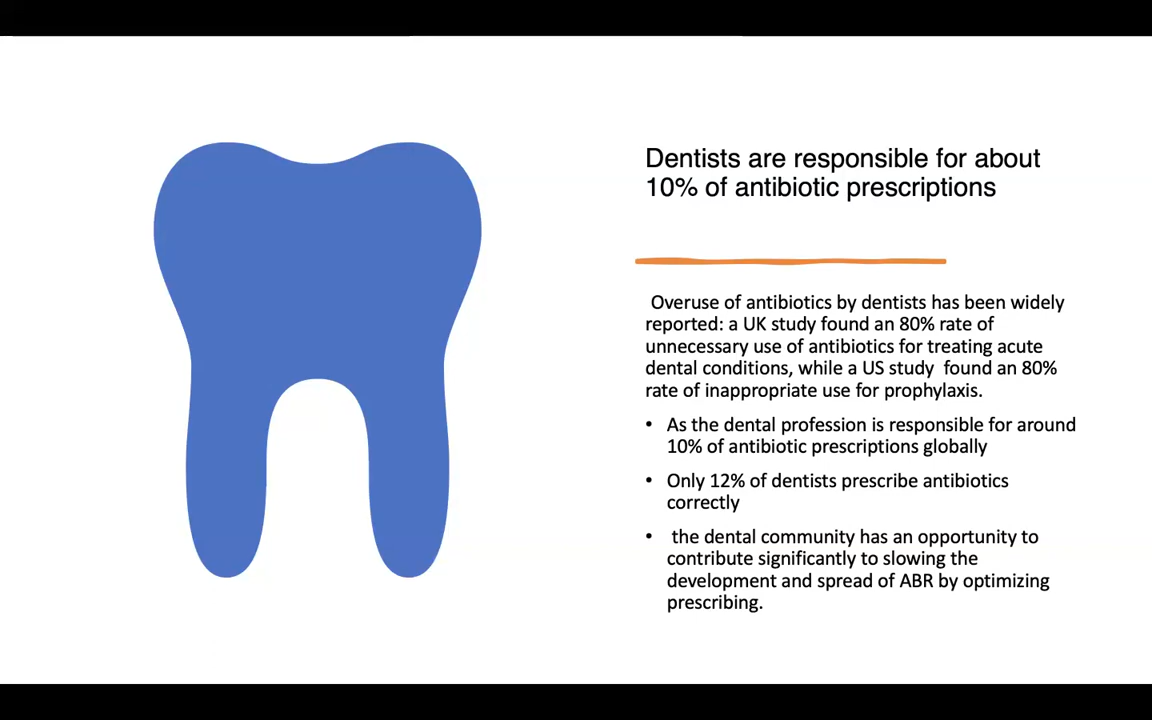 Dentists are responsible for about
10% of antibiotic prescriptions
Overuse of antibiotics by dentists has been widely
reported: a UK study found an 80% rate of
unnecessary use of antibiotics for treating acute
dental conditions, while a US study  found an 80%
rate of inappropriate use for prophylaxis.
• As the dental profession is responsible for around
10% of antibiotic prescriptions globally
• Only 12% of dentists prescribe antibiotics
correctly
• the dental community has an opportunity to
contribute significantly to slowing the
development and spread of ABR by optimizing
prescribing.